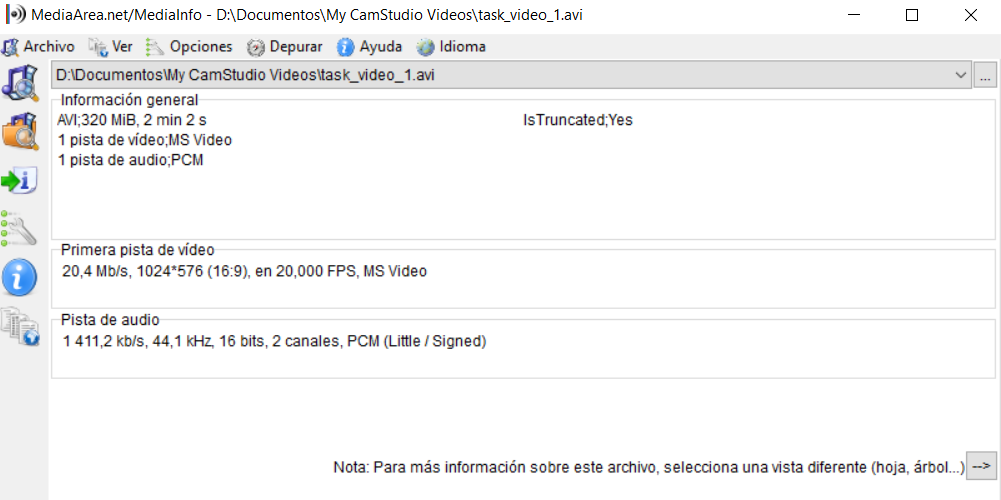 MediaArea.net/MediaInfo - D:\Documentos\My CamStudio Videos\task_video_1.avi
Archivo Ver Opciones Depurar Ayuda Idioma
D:\Documentos\My CamStudio Videos\task_video_1.avi ...
Información general
AVI;320 MiB, 2 min 2 s IsTruncated;Yes
1 pista de vídeo;MS Video
1 pista de audio;PCM
Primera pista de vídeo
20,4 Mb/s, 1024*576 (16:9), en 20,000 FPS, MS Video
Pista de audio
1 411,2 kb/s, 44,1 kHz, 16 bits, 2 canales, PCM (Little / Signed)
Nota: Para más información sobre este archivo, selecciona una vista diferente (hoja, árbol...) -->